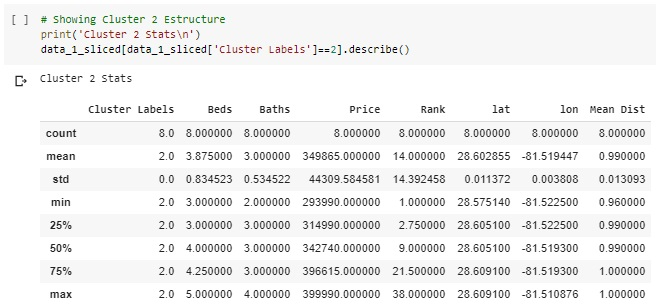 [ ] # Showing Cluster 2 Estructure
print('Cluster 2 Stats\n')
data_1_sliced[data_1_sliced['Cluster Labels']==2].describe()
Cluster 2 Stats
Cluster Labels Beds Baths Price Rank lat lon Mean Dist
count 8.0 8.000000 8.000000 8.000000 8.000000 8.000000 8.000000 8.000000
mean 2.0 3.875000 3.000000 349865.000000 14.000000 28.602855 -81.519447 0.990000
std 0.0 0.834523 0.534522 44309.584581 14.392458 0.011372 0.003808 0.013093
min 2.0 3.000000 2.000000 293990.000000 1.000000 28.575140 -81.522500 0.960000
25% 2.0 3.000000 3.000000 314990.000000 2.750000 28.605100 -81.522500 0.990000
50% 2.0 4.000000 3.000000 342740.000000 9.000000 28.605100 -81.519300 0.990000
75% 2.0 4.250000 3.000000 396615.000000 21.500000 28.609100 -81.519300 1.000000
max 2.0 5.000000 4.000000 399990.000000 38.000000 28.609100 -81.510876 1.000000